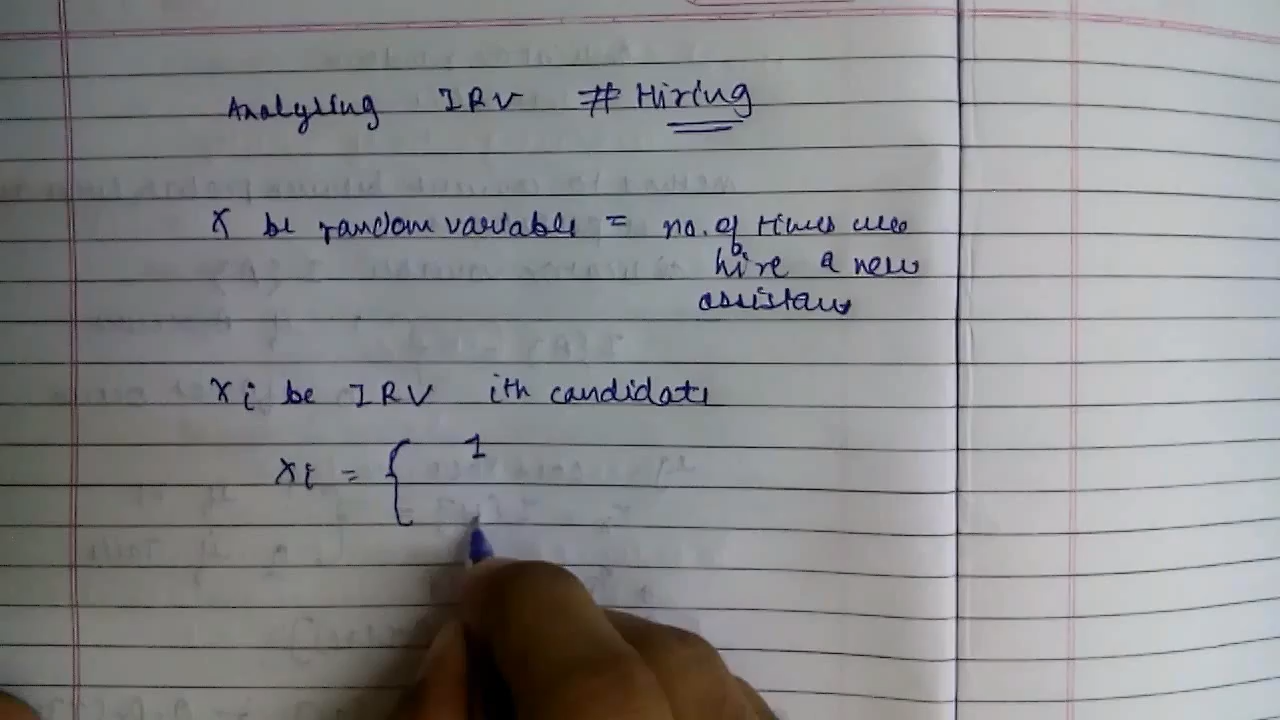 Analysing IRV # Hiring
X be random variable = no. of times we
hire a new
assistant
Xi be IRV ith candidate
Xi = { 1